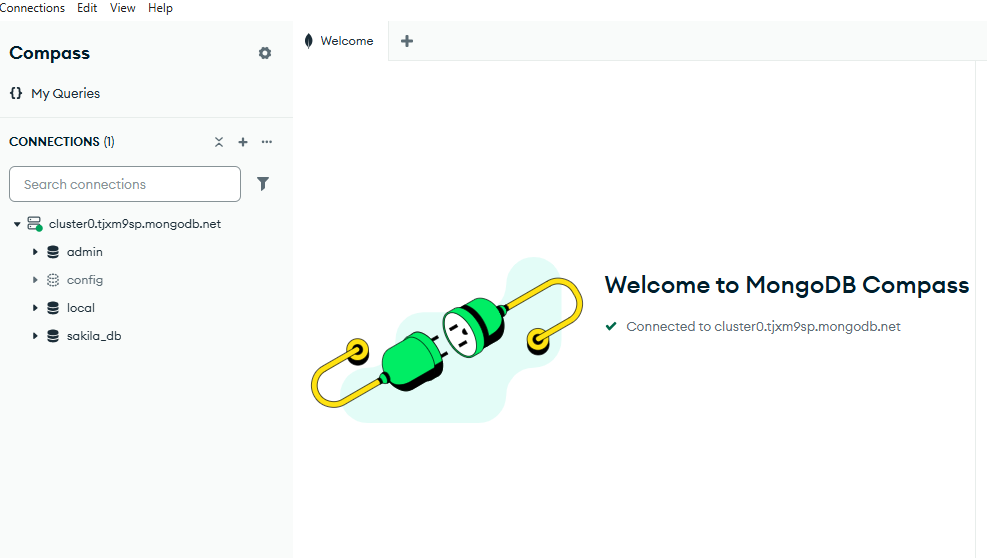 Connections Edit View Help
Compass
Welcome
My Queries
CONNECTIONS (1)
Search connections
cluster0.tjxm9sp.mongodb.net
admin
config
local
sakila_db
Welcome to MongoDB Compass
Connected to cluster0.tjxm9sp.mongodb.net